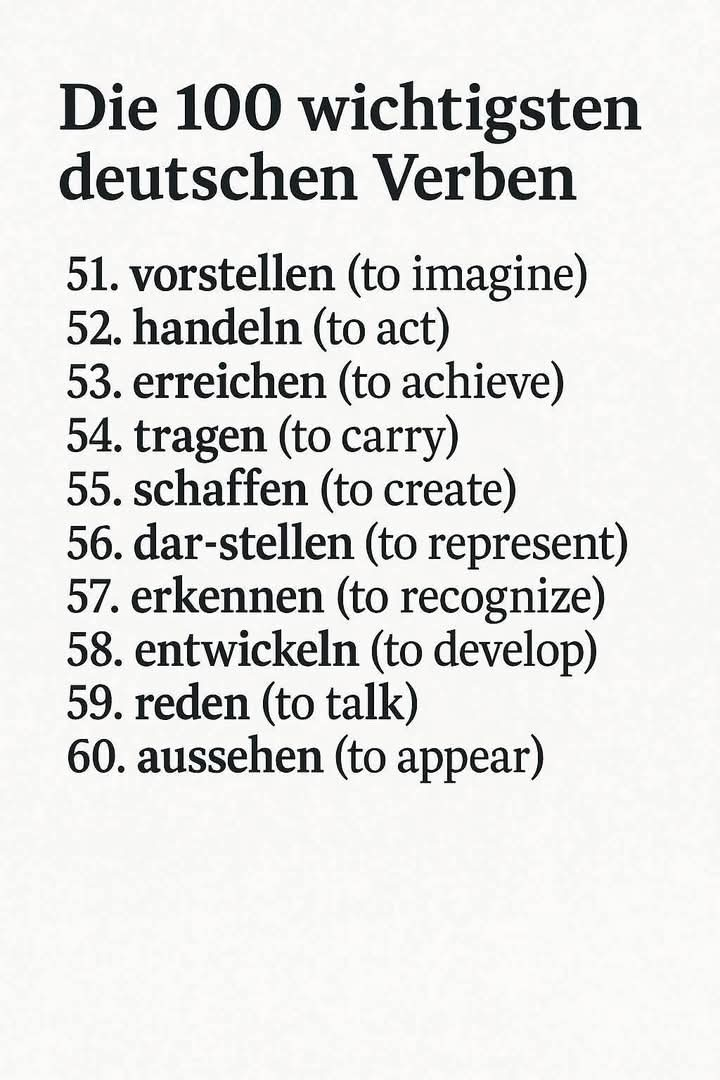 Die 100 wichtigsten
deutschen Verben
51. vorstellen (to imagine)
52. handeln (to act)
53. erreichen (to achieve)
54. tragen (to carry)
55. schaffen (to create)
56. dar-stellen (to represent)
57. erkennen (to recognize)
58. entwickeln (to develop)
59. reden (to talk)
60. aussehen (to appear)